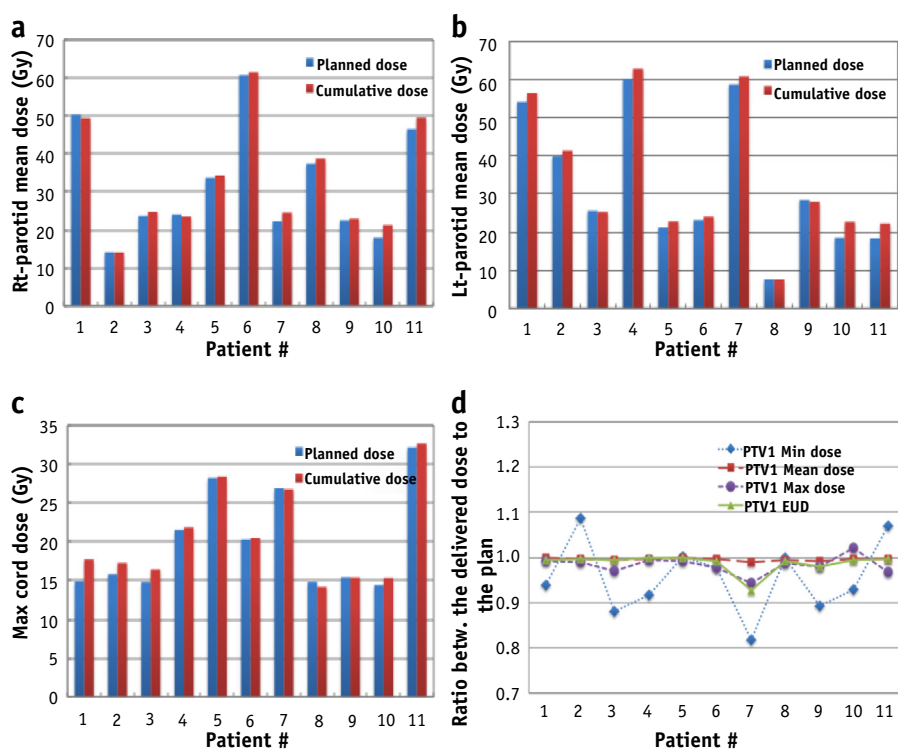 a
Rt-parotid mean dose (Gy)
70
60
50
40
30
20
10
0
Planned dose
Cumulative dose
1 2 3 4 5 6 7 8 9 10 11
Patient #
b
Lt-parotid mean dose (Gy)
70
60
50
40
30
20
10
0
Planned dose
Cumulative dose
1 2 3 4 5 6 7 8 9 10 11
Patient #
c
Max cord dose (Gy)
35
30
25
20
15
10
5
0
Planned dose
Cumulative dose
1 2 3 4 5 6 7 8 9 10 11
Patient #
d
Ratio betw. the delivered dose to
the plan
1.3
1.2
1.1
1.0
0.9
0.8
0.7
PTV1 Min dose
PTV1 Mean dose
PTV1 Max dose
PTV1 EUD
1 2 3 4 5 6 7 8 9 10 11
Patient #